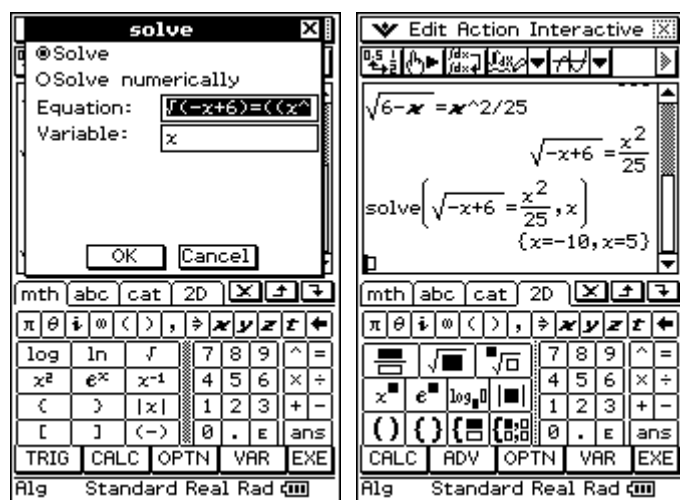 solve
Solve
Solve numerically
Equation: √(-x+6)=((x^
Variable: x
OK Cancel
mth abc cat 2D
π θ i ∞ ( ) , ⇒ x y z t ←
log ln √ 7 8 9 ^ =
x² eˣ x⁻¹ 4 5 6 × ÷
{ } |x| 1 2 3 + −
[ ] (−) 0 . E ans
TRIG CALC OPTN VAR EXE
Alg Standard Real Rad
Edit Action Interactive
√6-x =x^2/25
√-x+6 =x²/25
solve(√-x+6 =x²/25,x)
{x=-10,x=5}
mth abc cat 2D
π θ i ∞ ( ) , ⇒ x y z t ←
7 8 9 ^ =
x■ e■ log■□ |■| 4 5 6 × ÷
1 2 3 + −
() {} 0 . E ans
CALC ADV OPTN VAR EXE
Alg Standard Real Rad